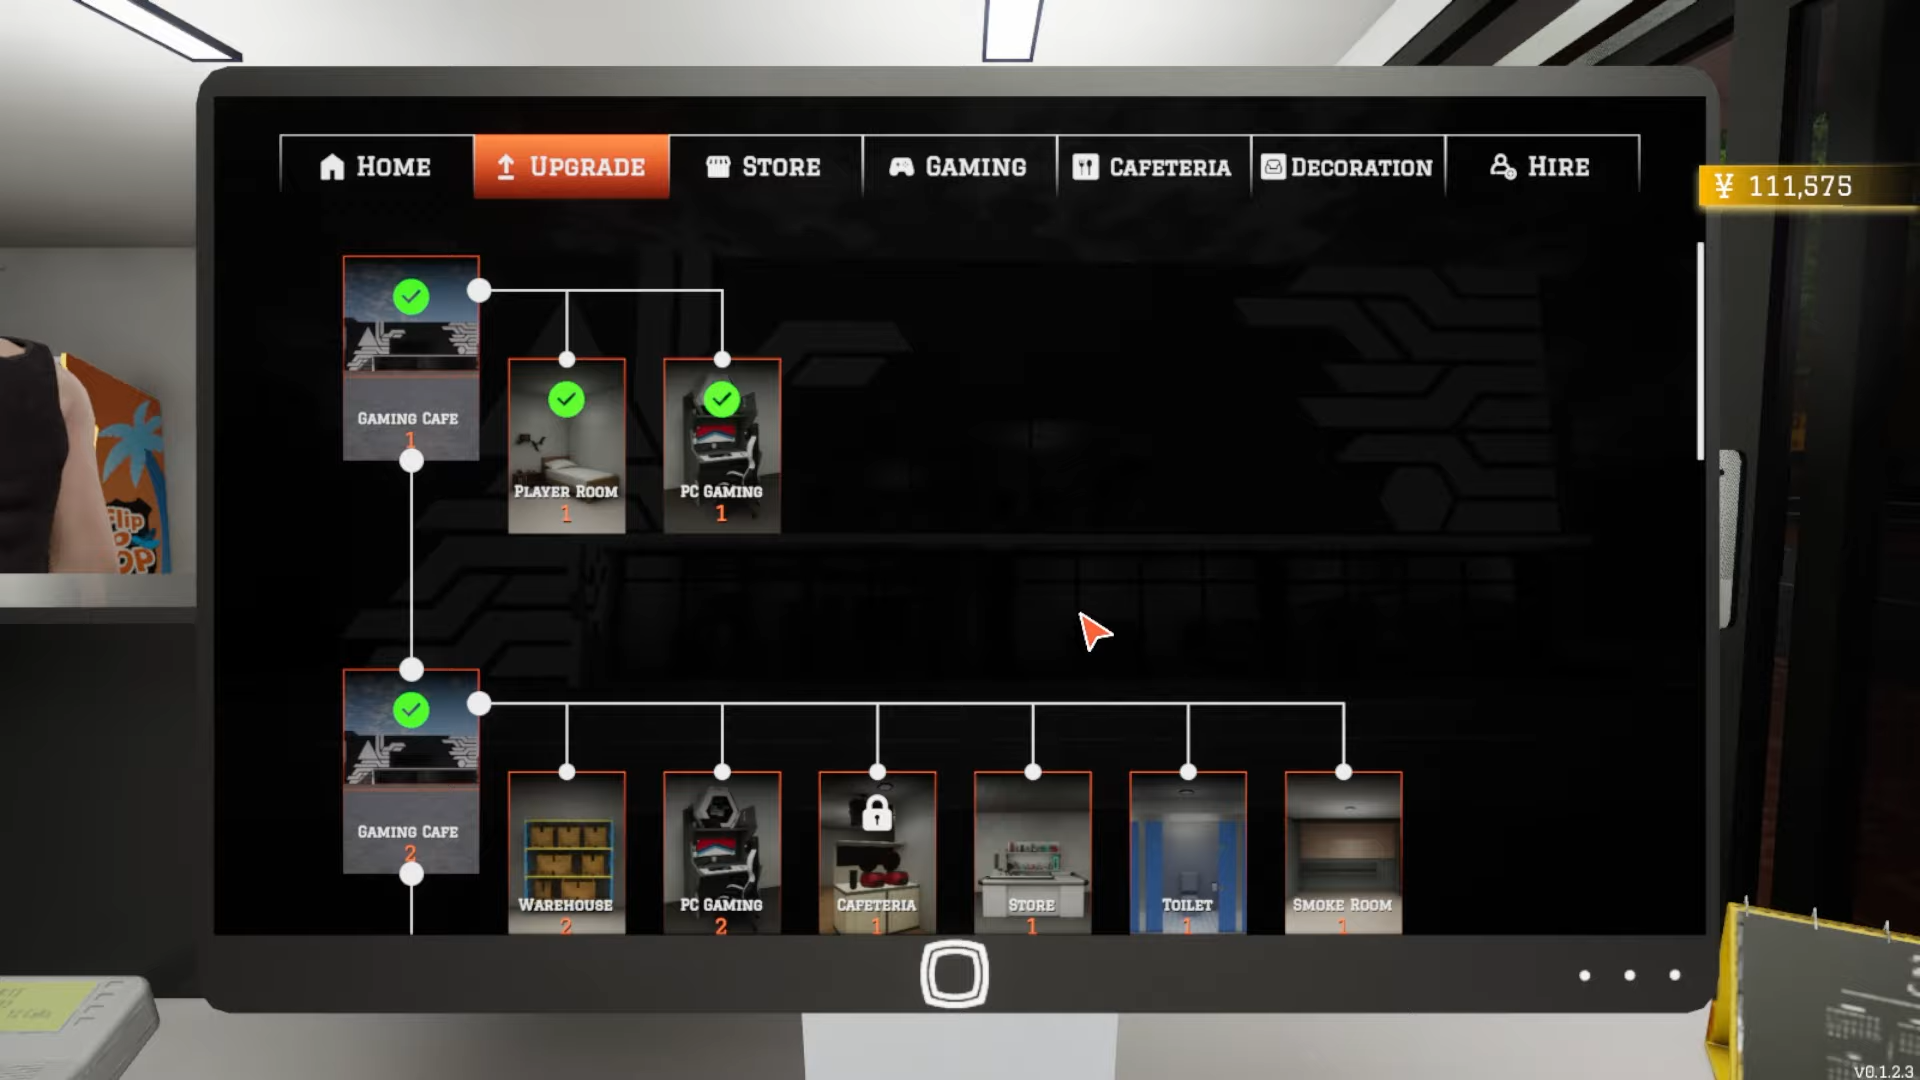 HOME
UPGRADE
STORE
GAMING
CAFETERIA
DECORATION
HIRE
¥ 111,575
GAMING CAFE
1
PLAYER ROOM
1
PC GAMING
1
GAMING CAFE
2
WAREHOUSE
2
PC GAMING
2
CAFETERIA
1
STORE
1
TOILET
1
SMOKE ROOM
1
Flip
OP
V0.1.2.3